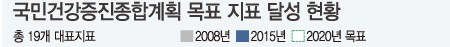 국민건강증진종합계획 목표 지표 달성 현황
총 19개 대표지표 2008년 2015년 2020년 목표